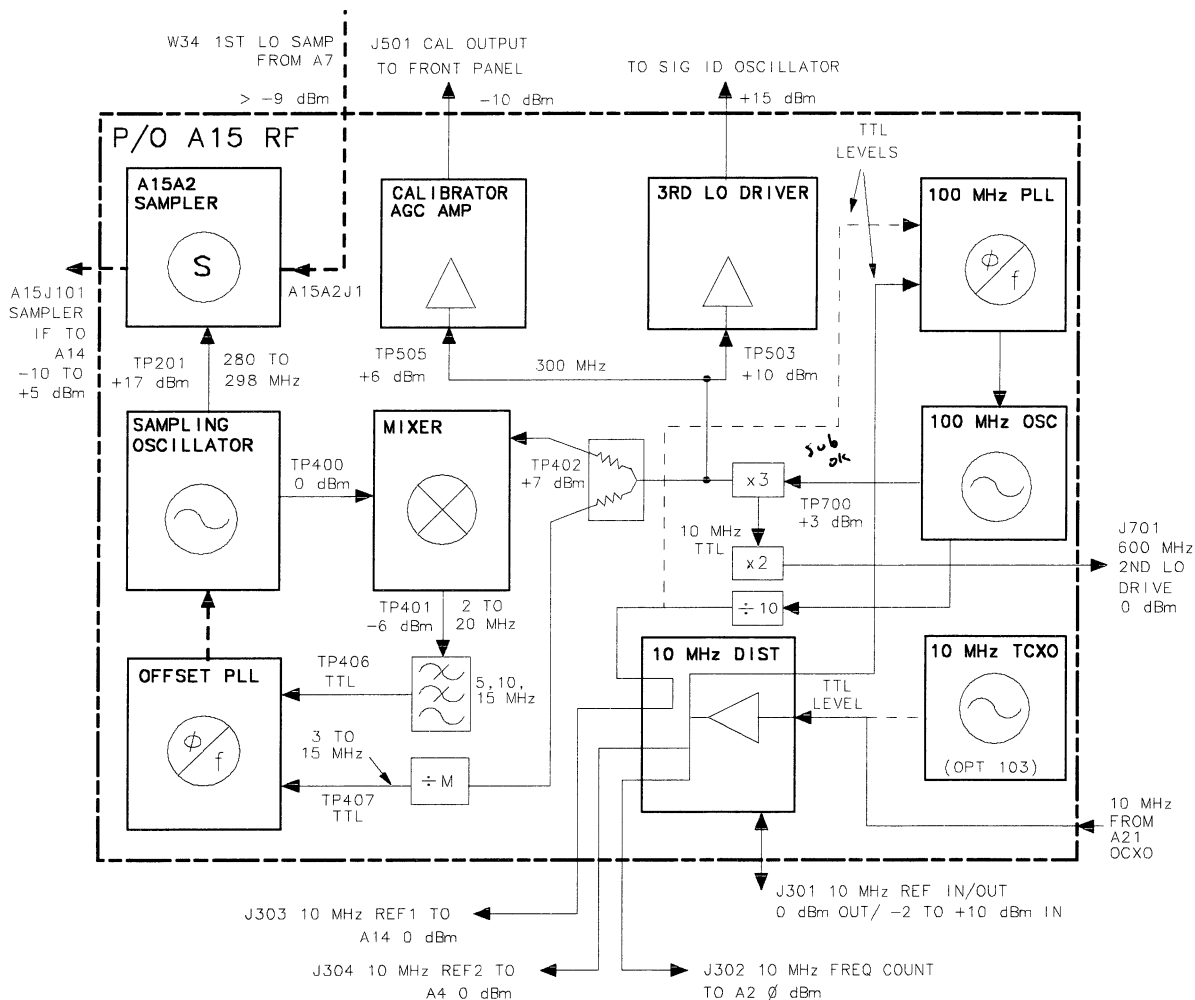 W34 1ST LO SAMP
FROM A7
> -9 dBm
J501 CAL OUTPUT
TO FRONT PANEL
-10 dBm
TO SIG ID OSCILLATOR
+15 dBm
P/O A15 RF
TTL
LEVELS
A15A2
SAMPLER
S
A15A2J1
CALIBRATOR
AGC AMP
3RD LO DRIVER
100 MHz PLL
Φ/f
A15J101
SAMPLER
IF TO
A14
-10 TO
+5 dBm
TP201
+17 dBm
280 TO
298 MHz
TP505
+6 dBm
300 MHz
TP503
+10 dBm
SAMPLING
OSCILLATOR
TP400
0 dBm
MIXER
TP402
+7 dBm
sub
ok
x3
100 MHz OSC
TP700
+3 dBm
10 MHz
TTL
x2
÷10
J701
600 MHz
2ND LO
DRIVE
0 dBm
TP401
-6 dBm
2 TO
20 MHz
OFFSET PLL
Φ/f
TP406
TTL
5, 10,
15 MHz
3 TO
15 MHz
÷M
TP407
TTL
10 MHz DIST
TTL
LEVEL
10 MHz TCXO
(OPT 103)
10 MHz
FROM
A21
OCXO
J301 10 MHz REF IN/OUT
0 dBm OUT/ -2 TO +10 dBm IN
J303 10 MHz REF1 TO
A14 0 dBm
J304 10 MHz REF2 TO
A4 0 dBm
J302 10 MHz FREQ COUNT
TO A2 Ø dBm